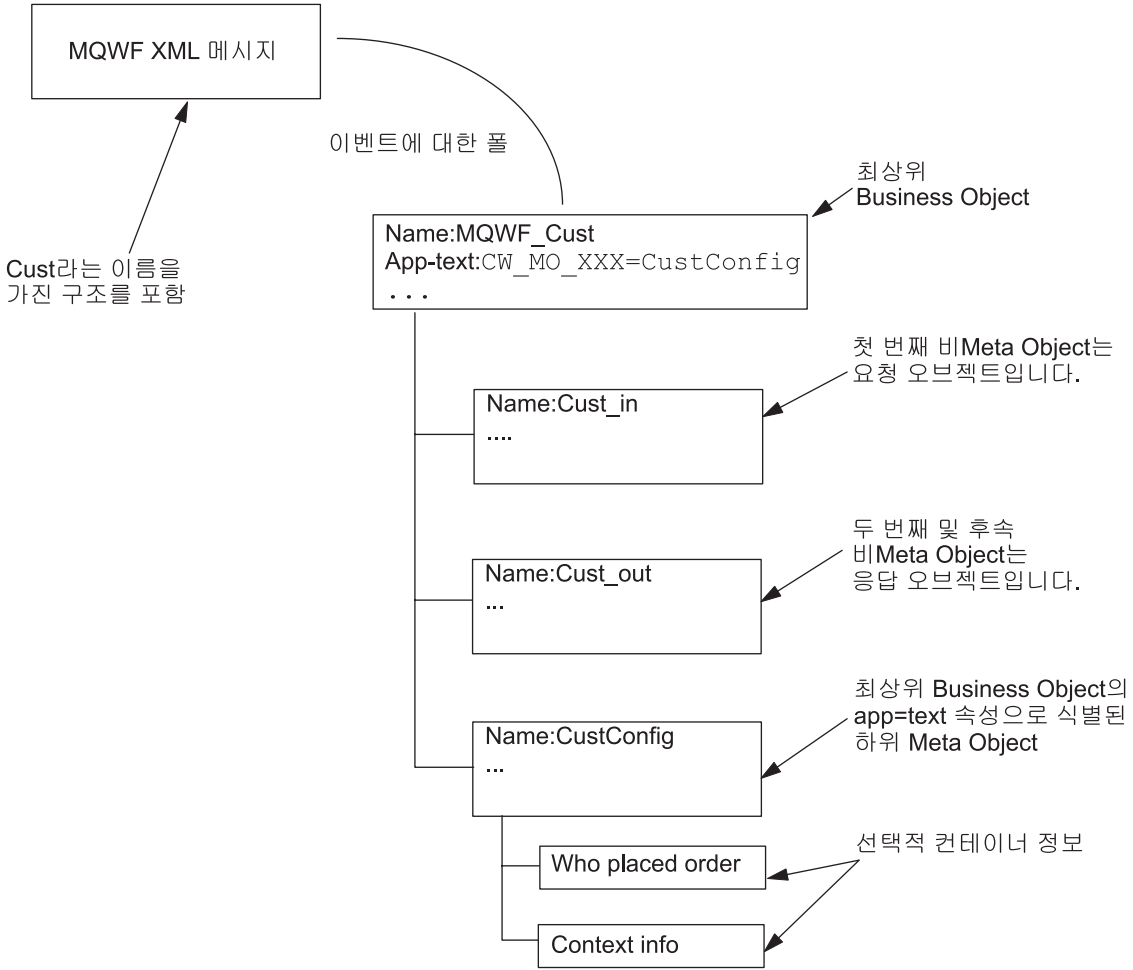 MQWF XML 메시지
이벤트에 대한 폴
최상위
Business Object
Name:MQWF_Cust
App-text:CW_MO_XXX=CustConfig
...
Cust라는 이름을
가진 구조를 포함
첫 번째 비Meta Object는
요청 오브젝트입니다.
Name:Cust_in
....
두 번째 및 후속
비Meta Object는
응답 오브젝트입니다.
Name:Cust_out
...
최상위 Business Object의
app=text 속성으로 식별된
하위 Meta Object
Name:CustConfig
...
선택적 컨테이너 정보
Who placed order
Context info